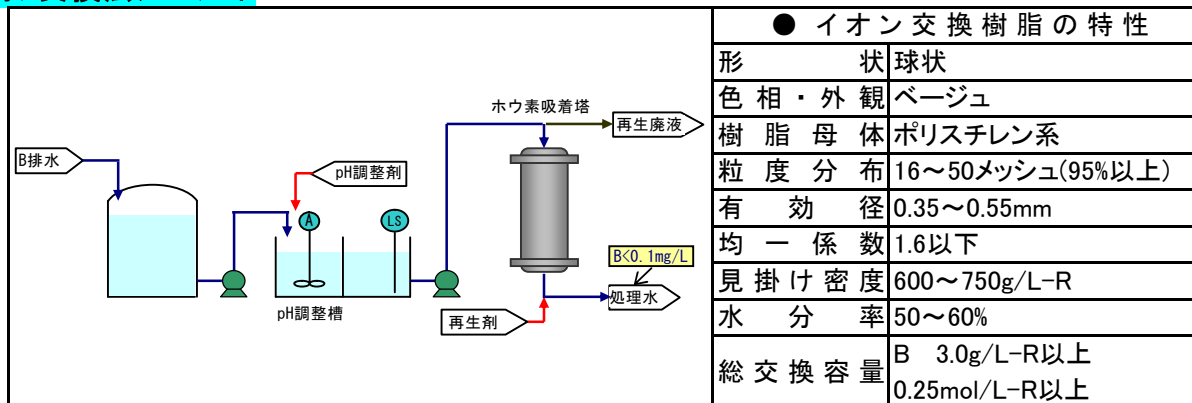 ● イオン交換樹脂の特性
形状 球状
色相・外観 ベージュ
樹脂母体 ポリスチレン系
粒度分布 16～50メッシュ(95%以上)
有効径 0.35～0.55mm
均一係数 1.6以下
見掛け密度 600～750g/L-R
水分率 50～60%
総交換容量 B 3.0g/L-R以上
0.25mol/L-R以上
B排水
pH調整剤
A
LS
pH調整槽
ホウ素吸着塔
再生廃液
B<0.1mg/L
処理水
再生剤